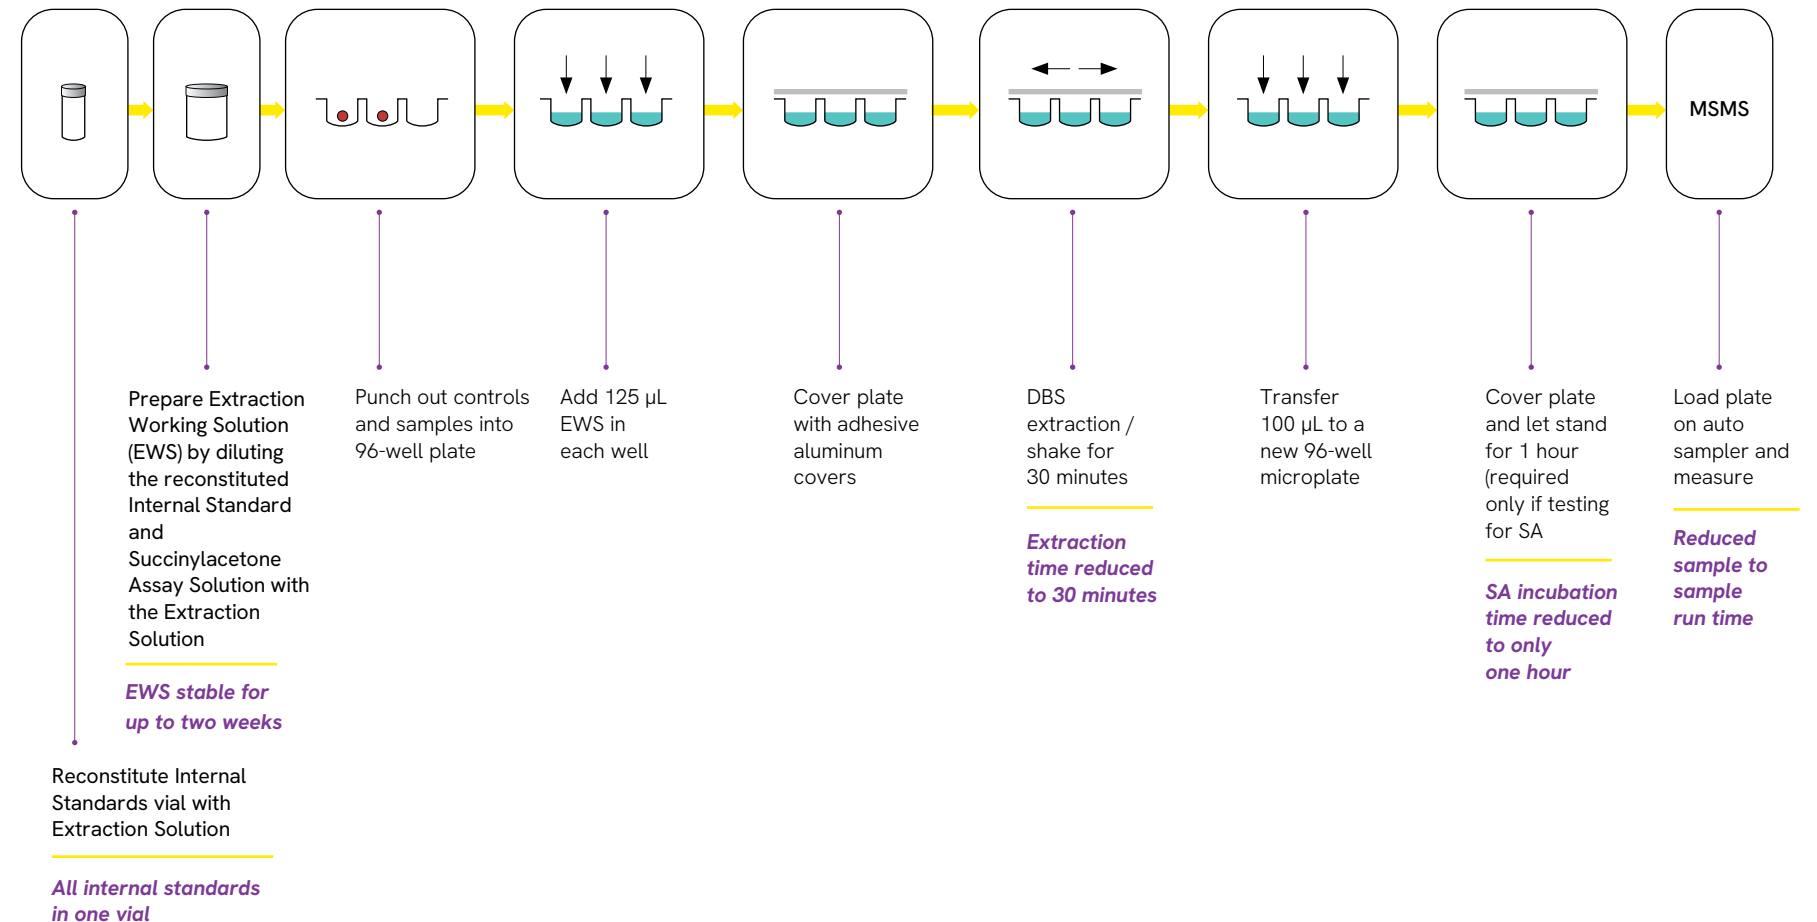 MSMS
Reconstitute Internal
Standards vial with
Extraction Solution
All internal standards
in one vial
Prepare Extraction
Working Solution
(EWS) by diluting
the reconstituted
Internal Standard
and
Succinylacetone
Assay Solution with
the Extraction
Solution
EWS stable for
up to two weeks
Punch out controls
and samples into
96-well plate
Add 125 µL
EWS in
each well
Cover plate
with adhesive
aluminum
covers
DBS
extraction /
shake for
30 minutes
Extraction
time reduced
to 30 minutes
Transfer
100 µL to a
new 96-well
microplate
Cover plate
and let stand
for 1 hour
(required
only if testing
for SA
SA incubation
time reduced
to only
one hour
Load plate
on auto
sampler and
measure
Reduced
sample to
sample
run time